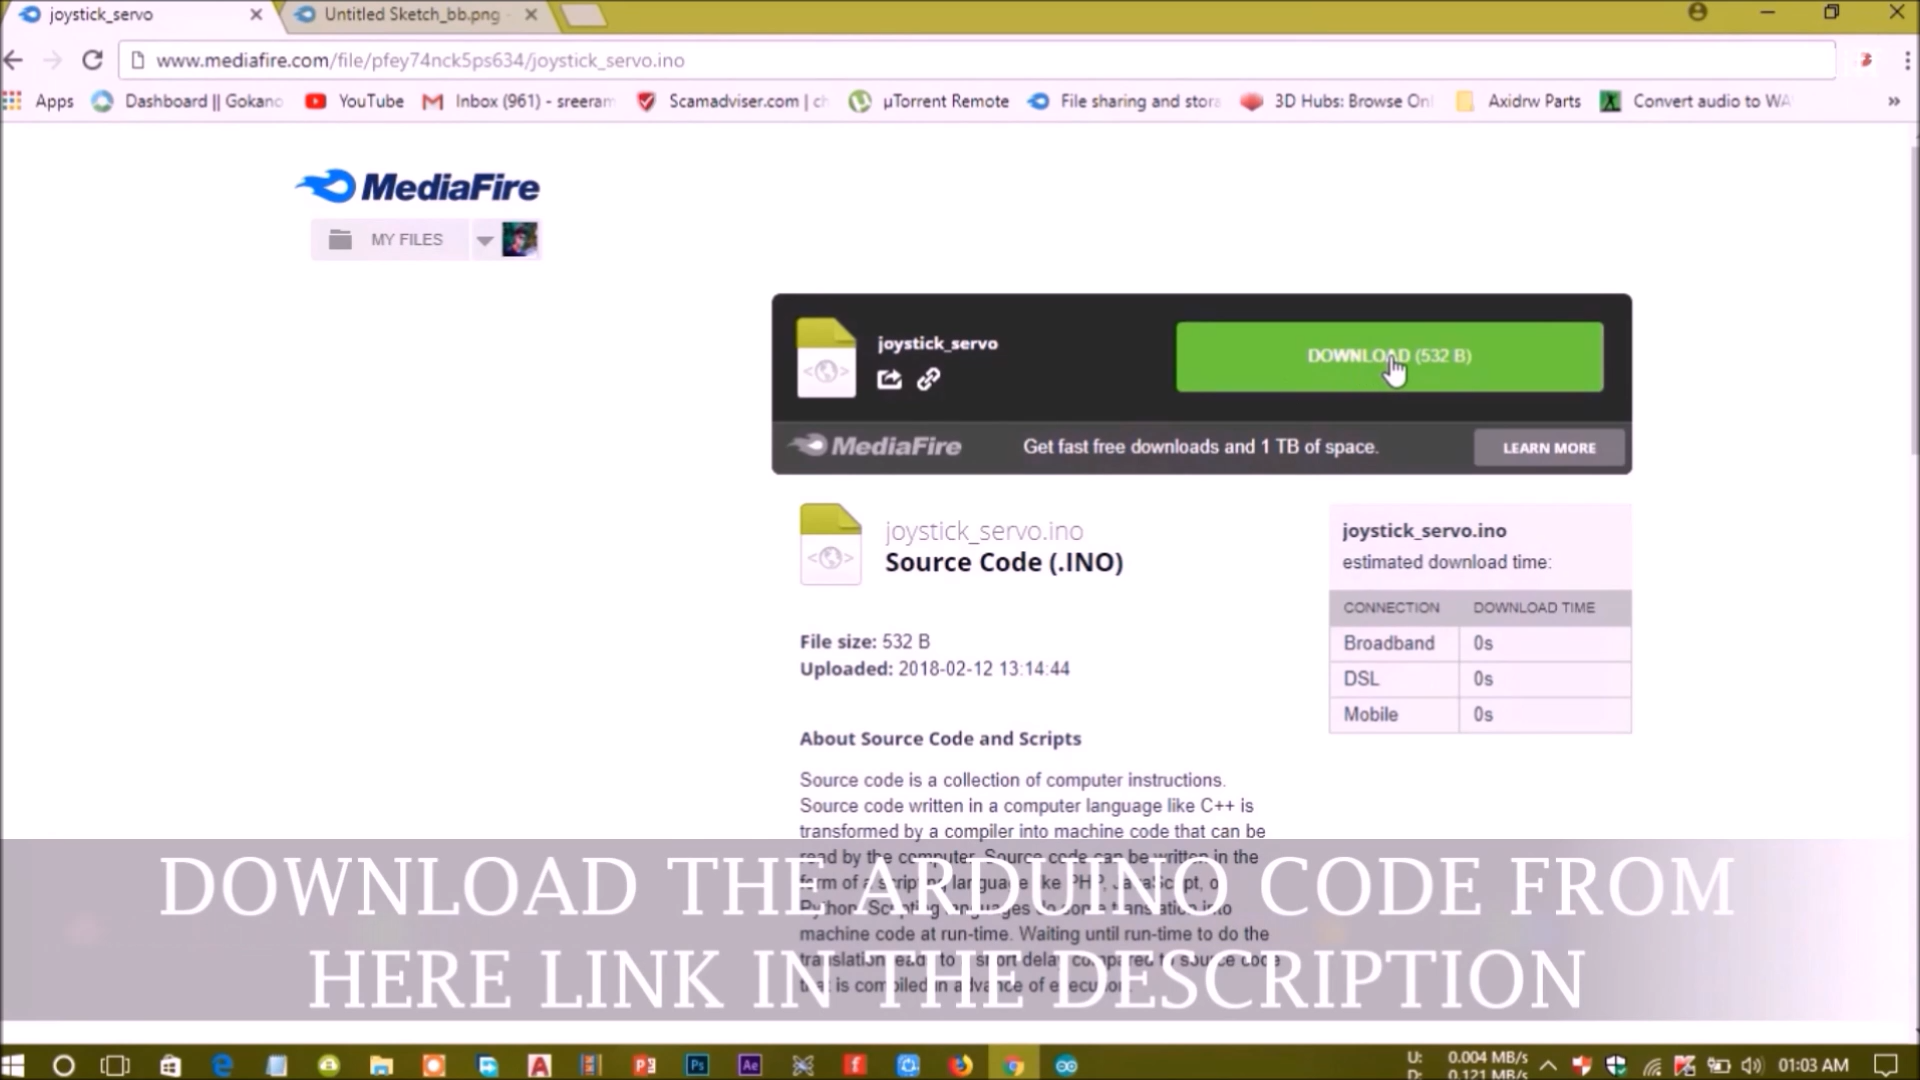 joystick_servo
Untitled Sketch_bb.png
www.mediafire.com/file/pfey74nck5ps634/joystick_servo.ino
Apps Dashboard || Gokano YouTube Inbox (961) - sreeram Scamadviser.com | ch µTorrent Remote File sharing and stora 3D Hubs: Browse Onl Axidrw Parts Convert audio to WA »
MediaFire
MY FILES
joystick_servo
DOWNLOAD (532 B)
MediaFire Get fast free downloads and 1 TB of space. LEARN MORE
joystick_servo.ino
Source Code (.INO)
File size: 532 B
Uploaded: 2018-02-12 13:14:44
joystick_servo.ino
estimated download time:
CONNECTION DOWNLOAD TIME
Broadband 0s
DSL 0s
Mobile 0s
About Source Code and Scripts
Source code is a collection of computer instructions.
Source code written in a computer language like C++ is
transformed by a compiler into machine code that can be
read by the computer. Source code can be written in the
form of a scripting language like PHP, JavaScript, or
Python. Scripting languages do some translation into
machine code at run-time. Waiting until run-time to do the
translation leads to a short delay compared to source code
that is compiled in advance of execution.
DOWNLOAD THE ARDUINO CODE FROM
HERE LINK IN THE DESCRIPTION
U: 0.004 MB/s
D: 0.121 MB/s
01:03 AM